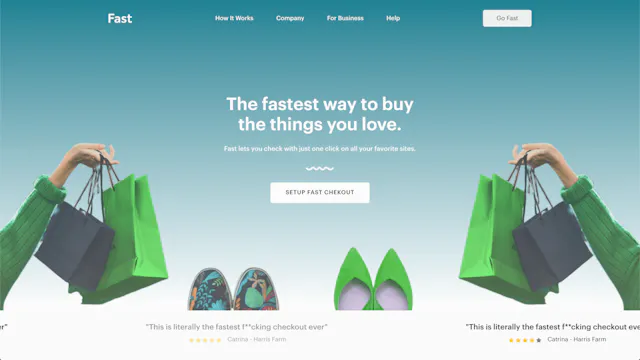 Fast
How It Works
Company
For Business
Help
Go Fast
The fastest way to buy
the things you love.
Fast lets you check with just one click on all your favorite sites.
SETUP FAST CHEKOUT
er"
"This is literally the fastest f**cking checkout ever"
Catrina - Harris Farm
"This is literally the fastest f**cking checkout ever"
Catrina - Harris Farm